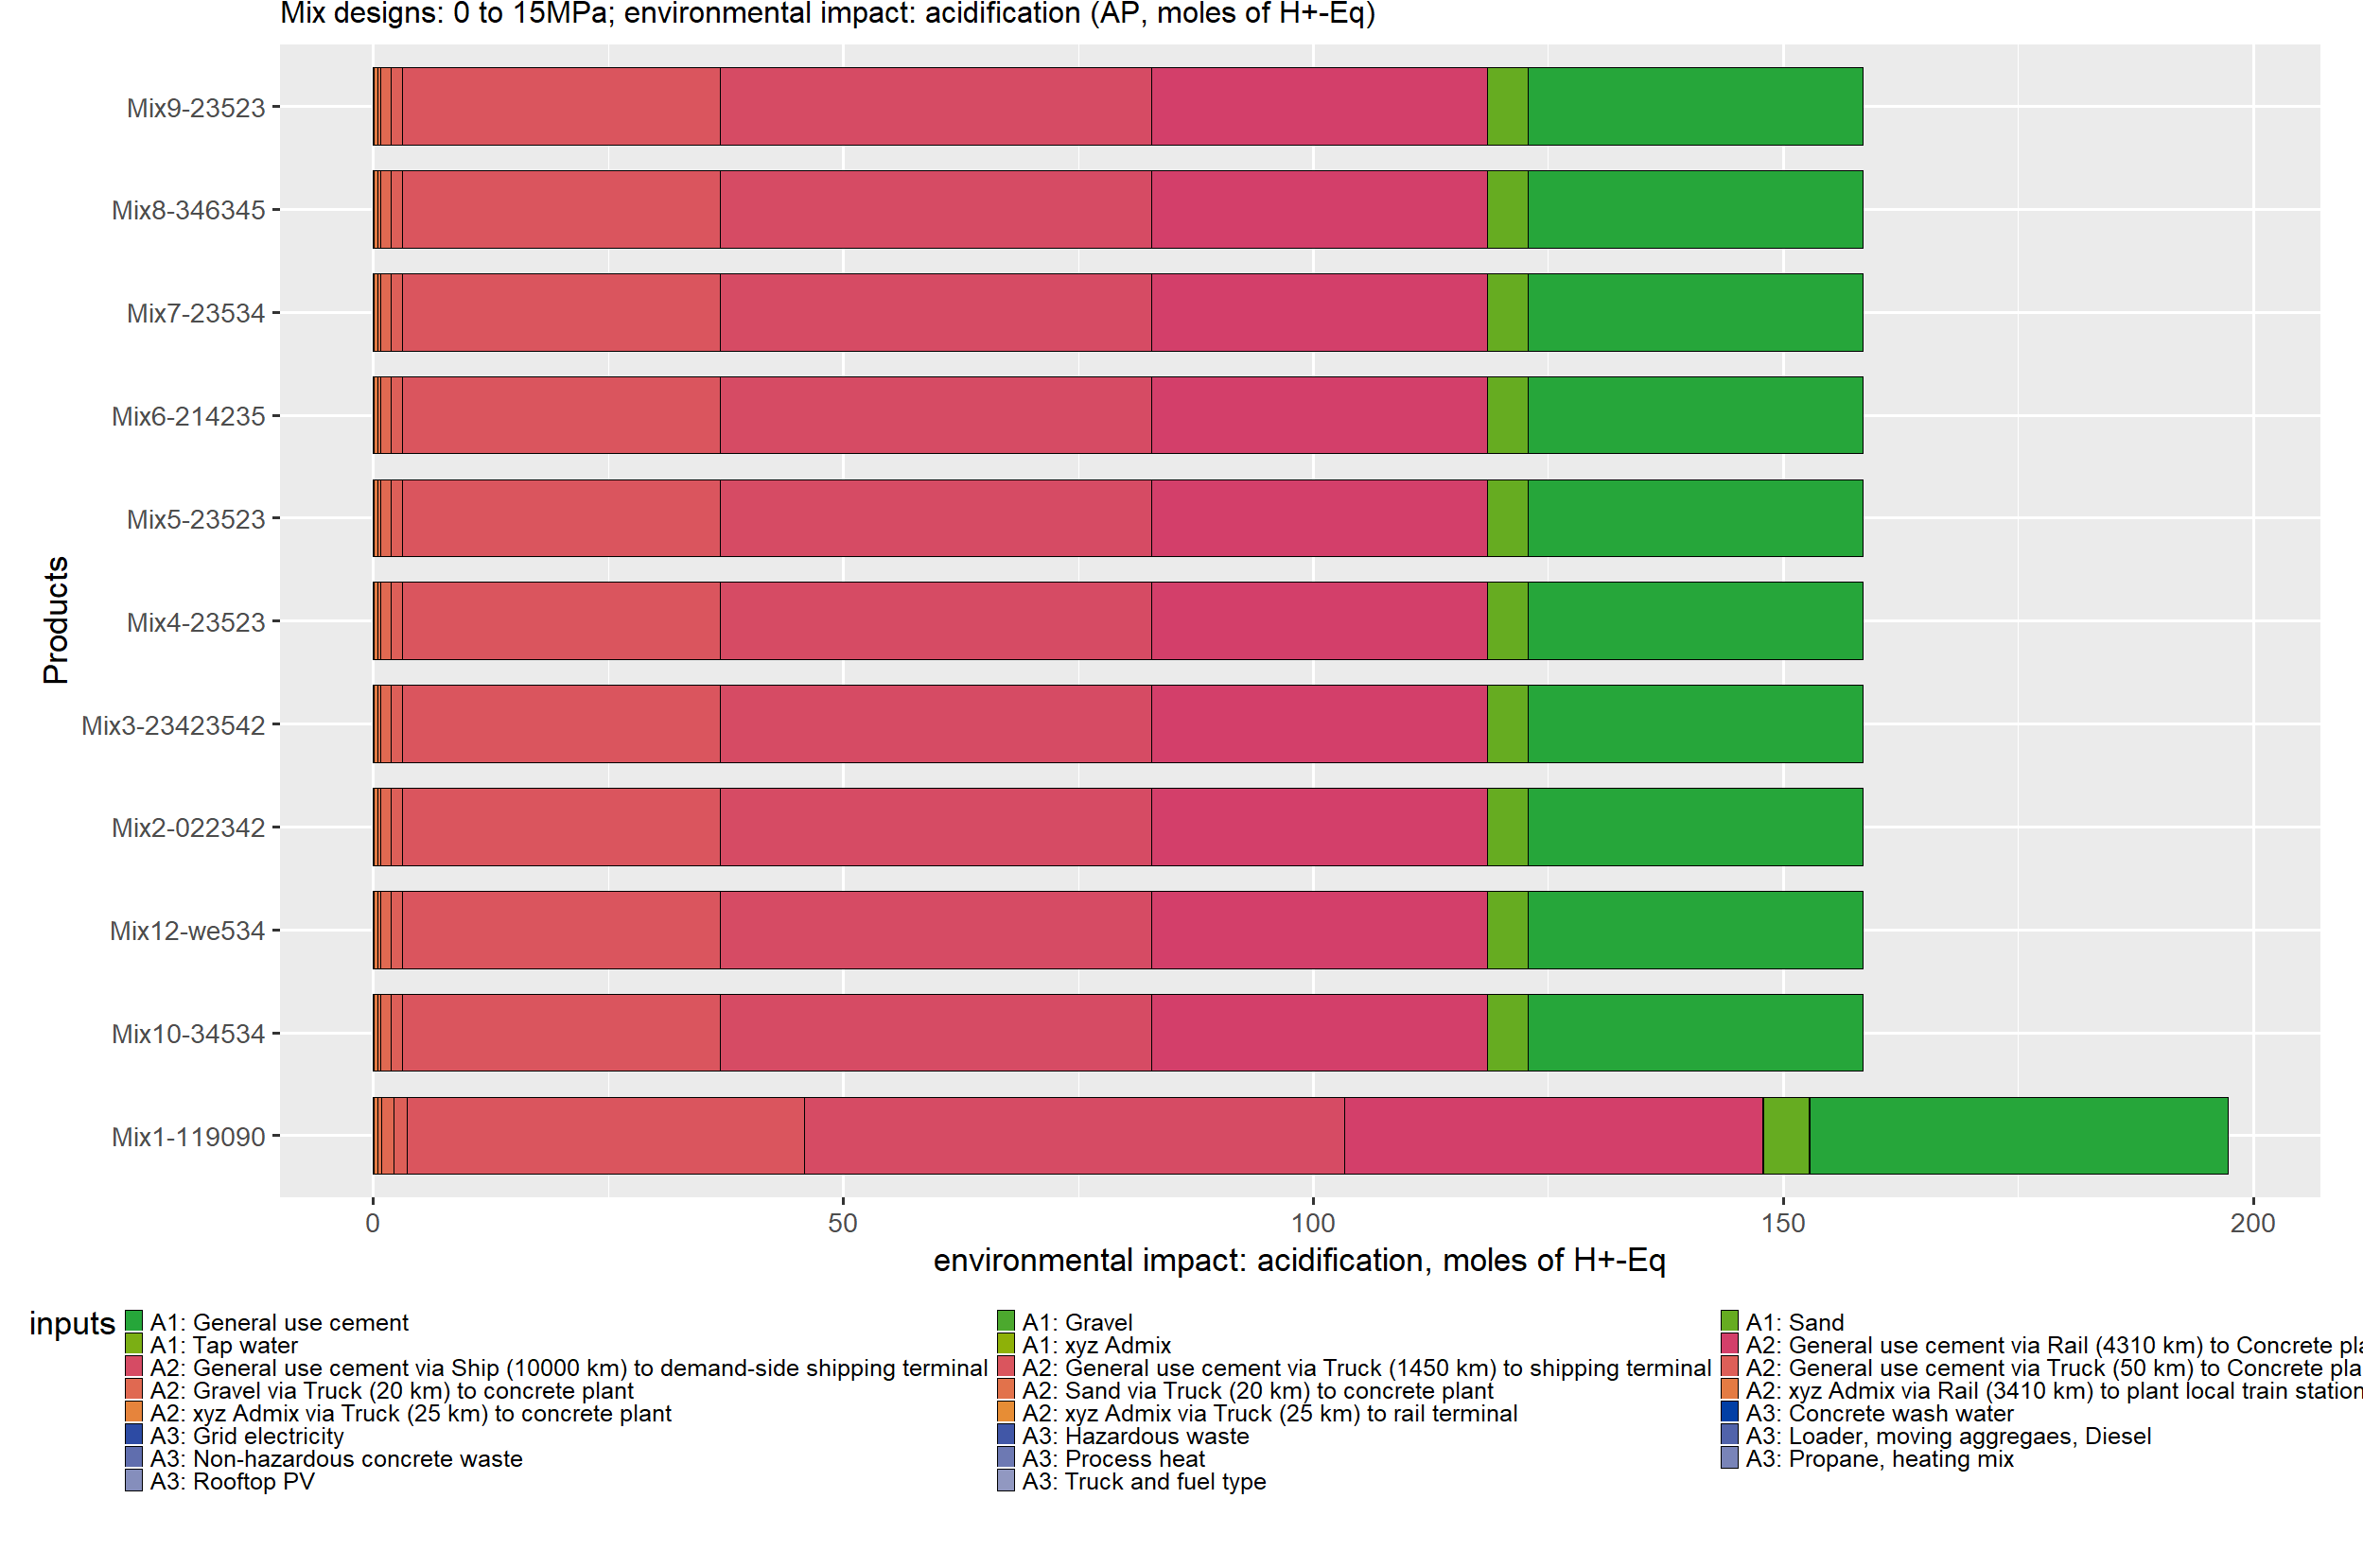 Mix designs: 0 to 15MPa; environmental impact: acidification (AP, moles of H+-Eq)
Products
Mix9-23523
Mix8-346345
Mix7-23534
Mix6-214235
Mix5-23523
Mix4-23523
Mix3-23423542
Mix2-022342
Mix12-we534
Mix10-34534
Mix1-119090
0 50 100 150 200
environmental impact: acidification, moles of H+-Eq
inputs
A1: General use cement A1: Gravel A1: Sand
A1: Tap water A1: xyz Admix A2: General use cement via Rail (4310 km) to Concrete pla
A2: General use cement via Ship (10000 km) to demand-side shipping terminal A2: General use cement via Truck (1450 km) to shipping terminal A2: General use cement via Truck (50 km) to Concrete pla
A2: Gravel via Truck (20 km) to concrete plant A2: Sand via Truck (20 km) to concrete plant A2: xyz Admix via Rail (3410 km) to plant local train station
A2: xyz Admix via Truck (25 km) to concrete plant A2: xyz Admix via Truck (25 km) to rail terminal A3: Concrete wash water
A3: Grid electricity A3: Hazardous waste A3: Loader, moving aggregaes, Diesel
A3: Non-hazardous concrete waste A3: Process heat A3: Propane, heating mix
A3: Rooftop PV A3: Truck and fuel type